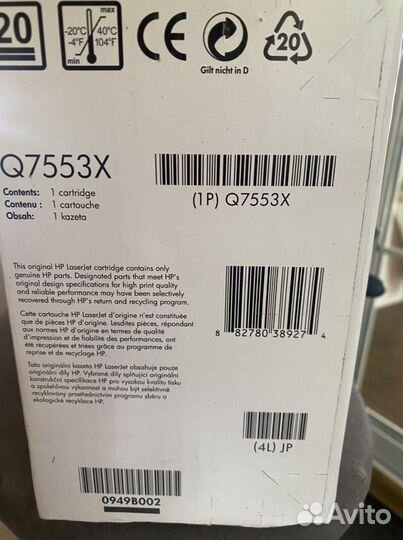 20
max
-20°C 40°C
-4°F 104°F
min
CE
Gilt nicht in D
20
Q7553X
Contents: 1 cartridge
Contenu : 1 cartouche
Obsah: 1 kazeta
(1P) Q7553X
This original HP LaserJet cartridge contains only
genuine HP parts. Designated parts that meet HP's
original design specifications for high print quality
and reliable performance may have been selectively
recovered through HP's return and recycling program.
Cette cartouche HP LaserJet d'origine n'est constituée
que de pièces HP d'origine. Lesdites pièces, répondant
aux normes HP d'origine en termes de qualité
d'impression et de fiabilité des performances, ont
été récupérées et triées grâce au programme de
reprise et de recyclage HP.
Tato originální kazeta HP LaserJet obsahuje pouze
originální díly HP. Vybrané díly splňující originální
konstrukční specifikace HP pro vysokou kvalitu tisku
a spolehlivou výkonnost a mohou být selektivně
recyklovány prostřednictvím programu sběru a
ekologické recyklace HP.
8 82780 38927 4
(4L) JP
0949B002
Avito